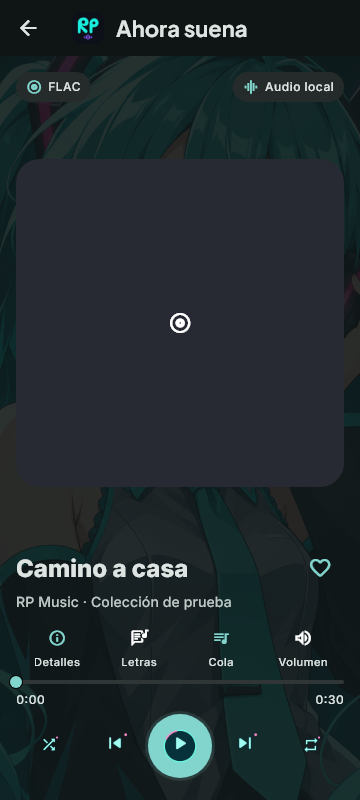 RP
Ahora suena
FLAC
Audio local
Camino a casa
RP Music · Colección de prueba
Detalles
Letras
Cola
Volumen
0:00
0:30